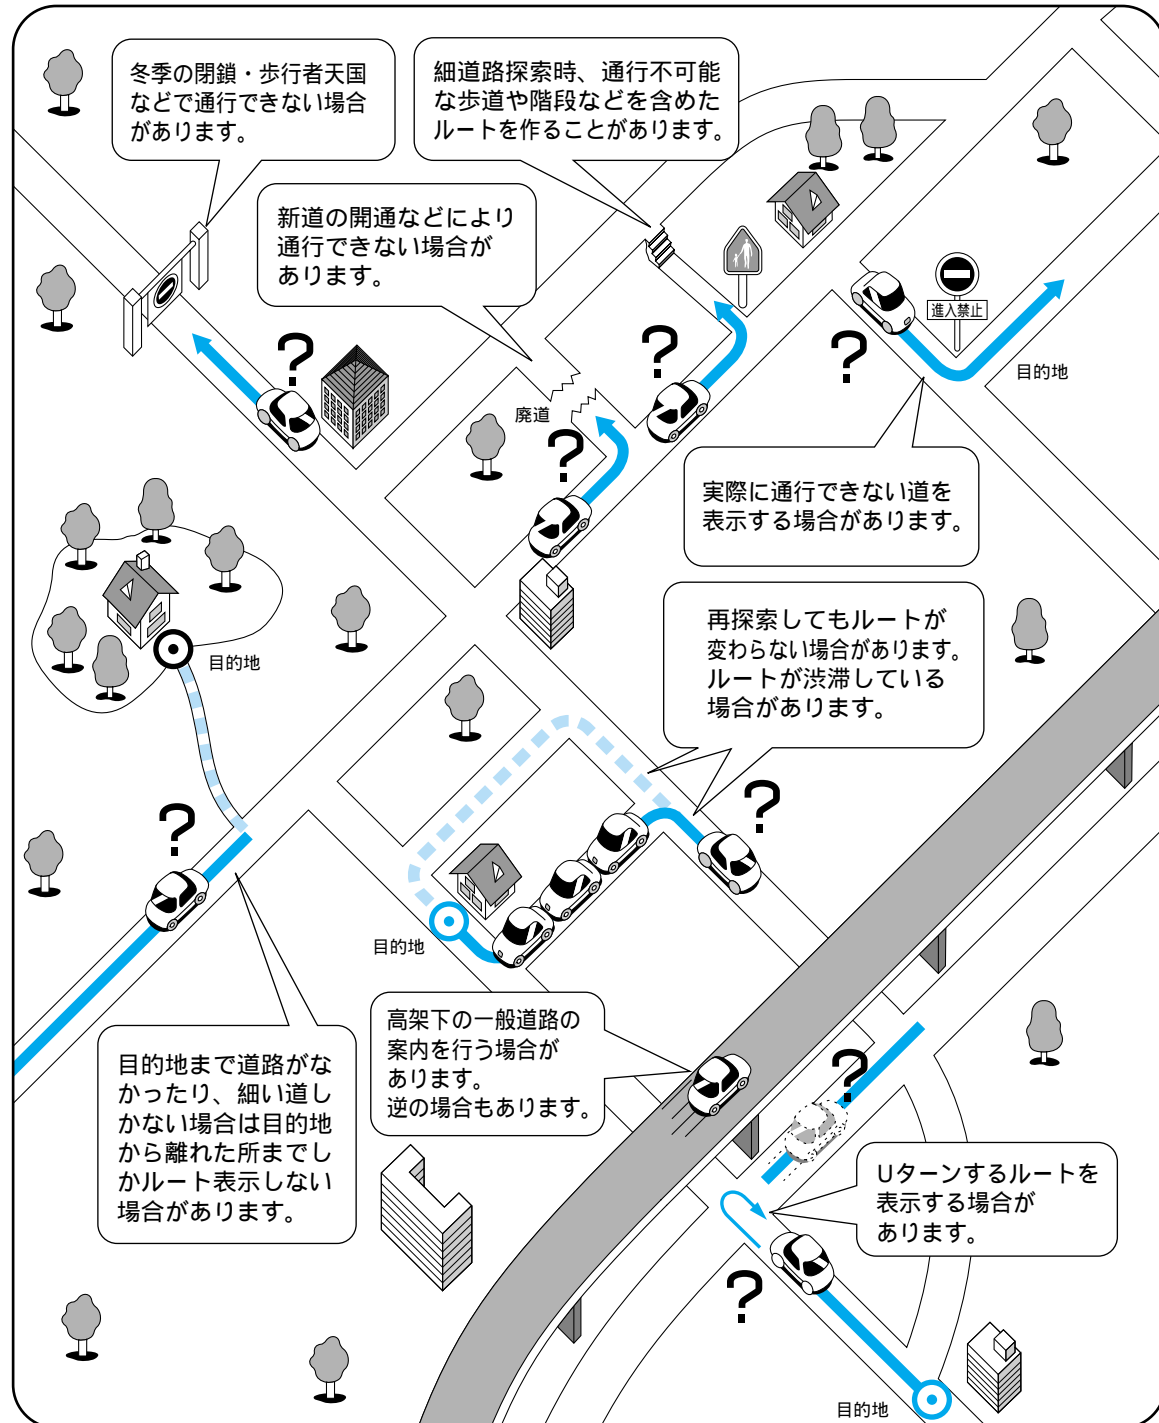 冬季の閉鎖・歩行者天国
などで通行できない場合
があります。
細道路探索時、通行不可能
な歩道や階段などを含めた
ルートを作ることがあります。
新道の開通などにより
通行できない場合が
あります。
進入禁止
目的地
廃道
実際に通行できない道を
表示する場合があります。
再探索してもルートが
変わらない場合があります。
ルートが渋滞している
場合があります。
目的地
目的地
高架下の一般道路の
案内を行う場合が
あります。
逆の場合もあります。
目的地まで道路がな
かったり、細い道し
かない場合は目的地
から離れた所までし
かルート表示しない
場合があります。
Uターンするルートを
表示する場合が
あります。
目的地
?
?
?
?
?
?
?
?